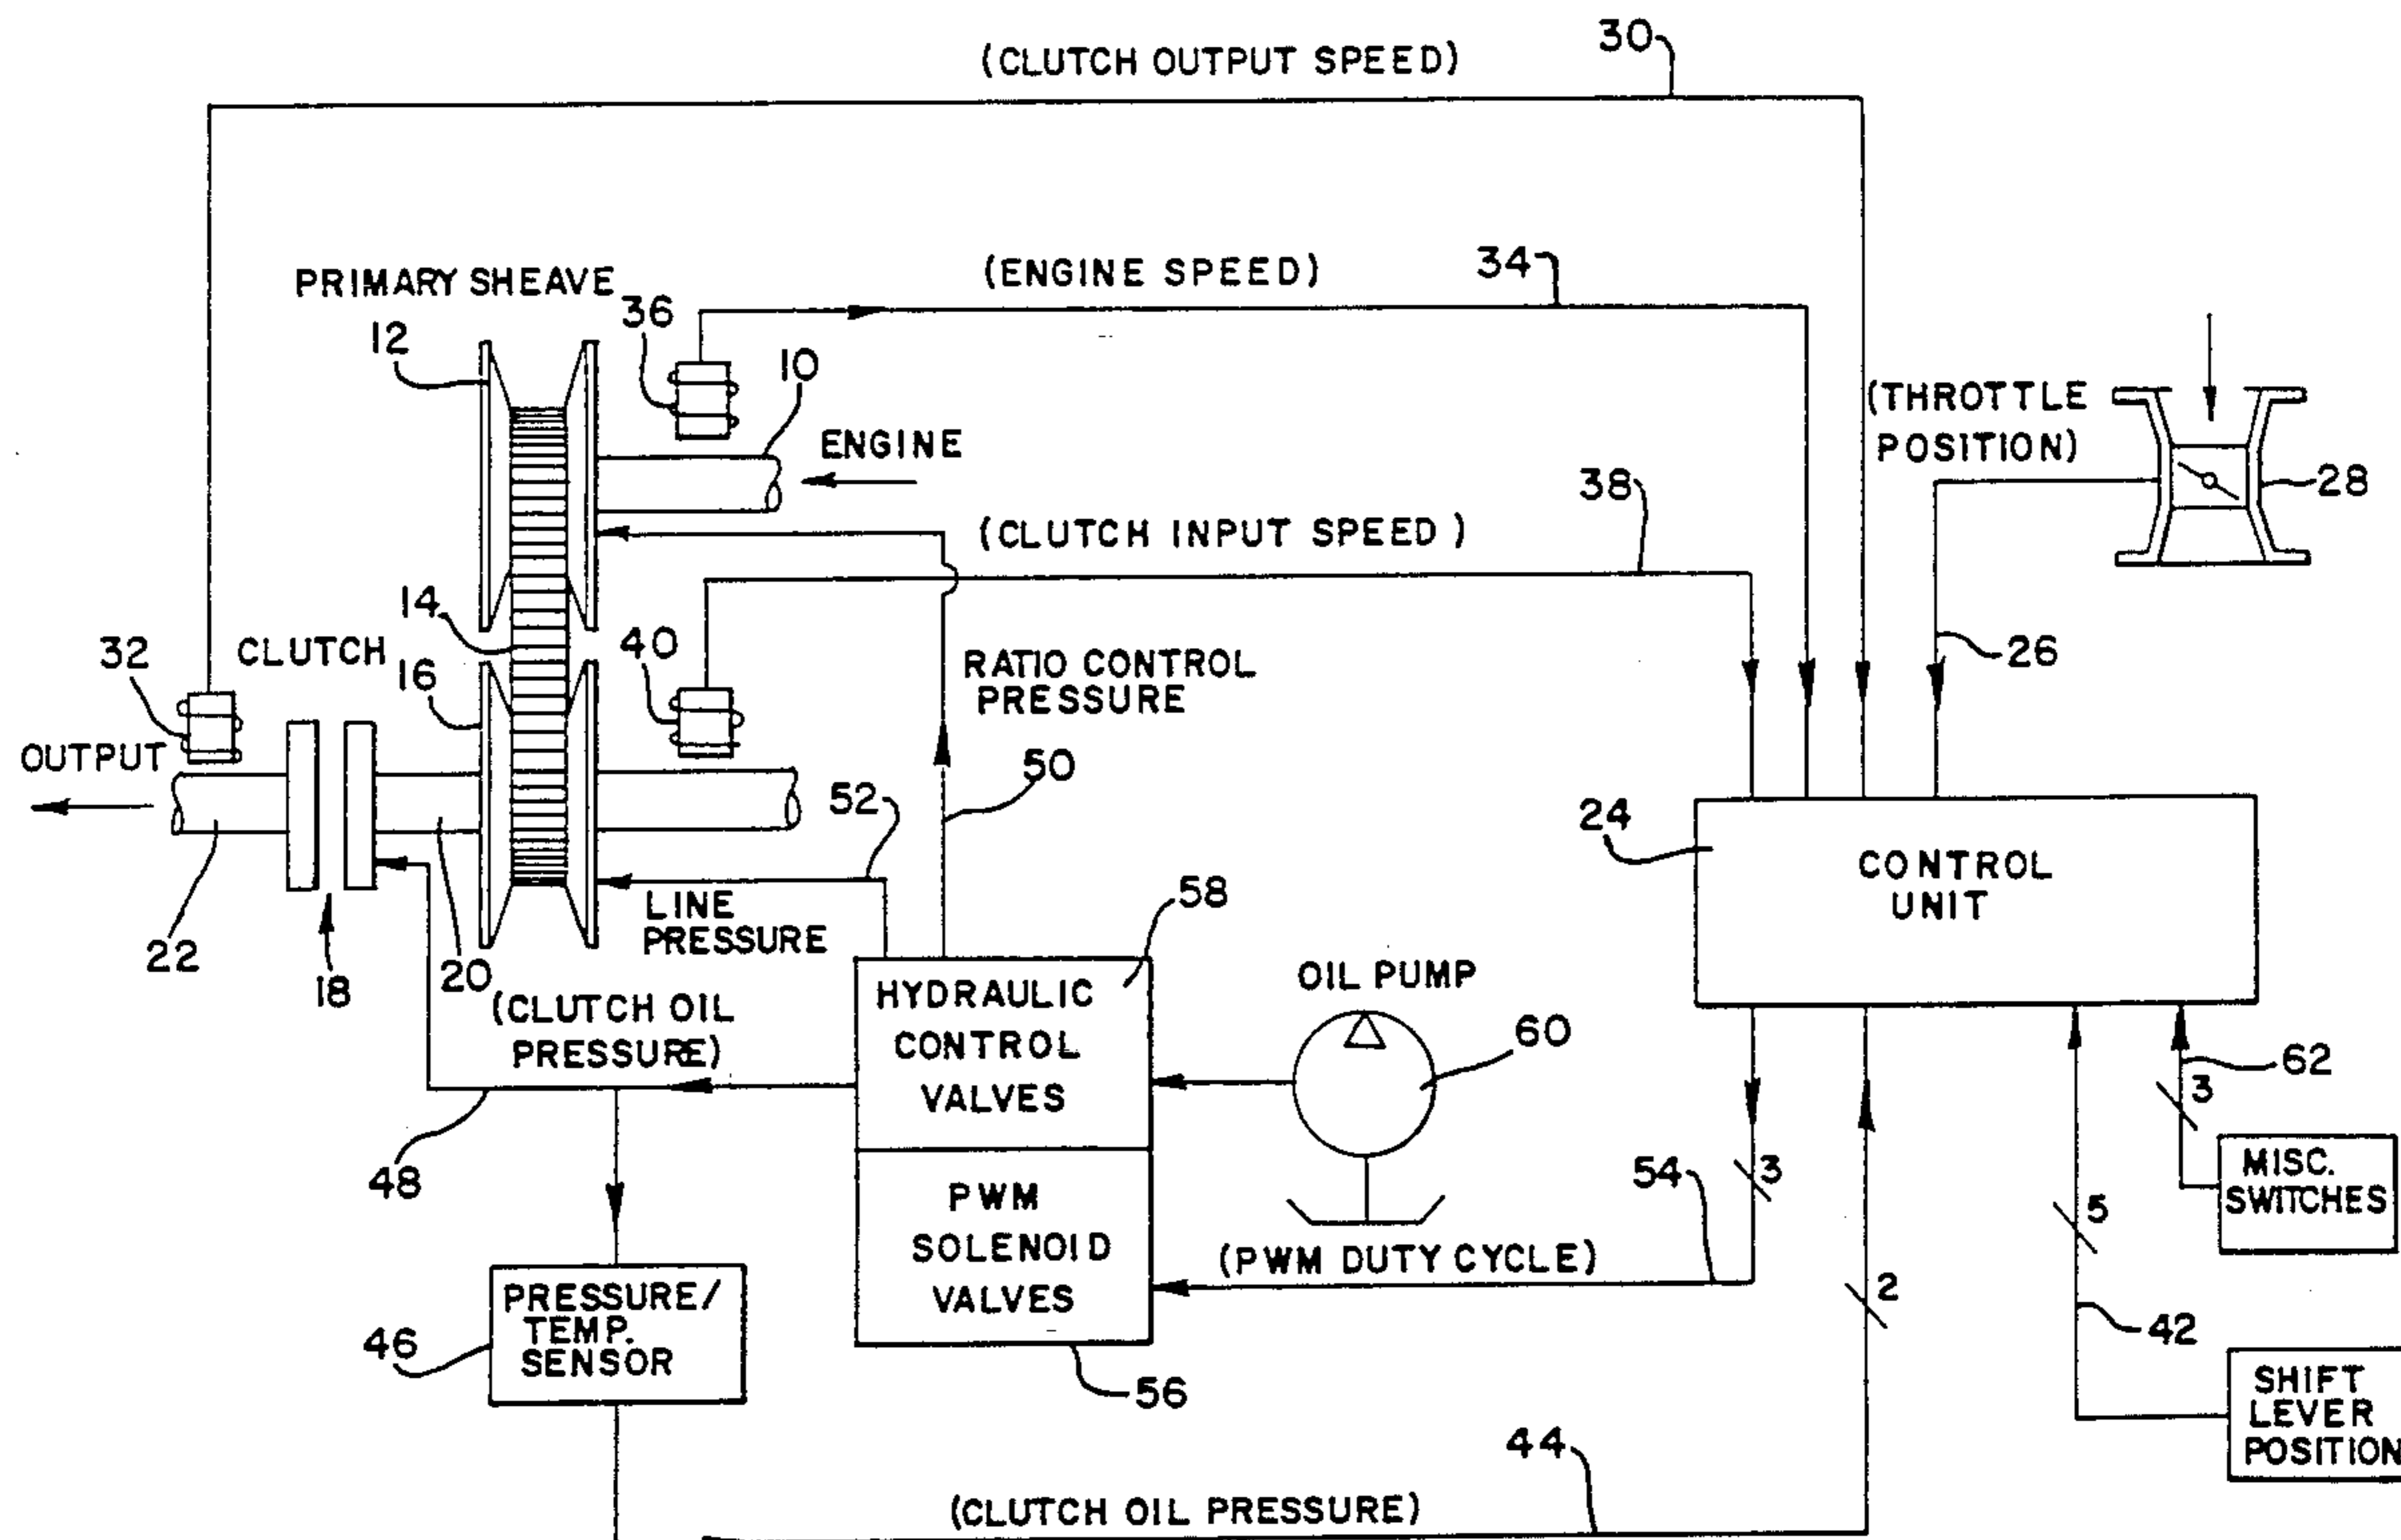 (CLUTCH OUTPUT SPEED)
30
PRIMARY SHEAVE
(ENGINE SPEED)
34
36
12
10
ENGINE
(THROTTLE
POSITION)
28
38
(CLUTCH INPUT SPEED )
14
32
CLUTCH
16
40
RATIO CONTROL
PRESSURE
26
OUTPUT
50
52
24
CONTROL
UNIT
LINE
PRESSURE
58
22
18
20
(CLUTCH OIL
PRESSURE)
HYDRAULIC
CONTROL
VALVES
OIL PUMP
60
62
3
MISC.
SWITCHES
48
54
3
5
PWM
SOLENOID
VALVES
(PWM DUTY CYCLE)
2
42
PRESSURE/
TEMP.
SENSOR
46
56
SHIFT
LEVER
POSITION
44
(CLUTCH OIL PRESSURE)